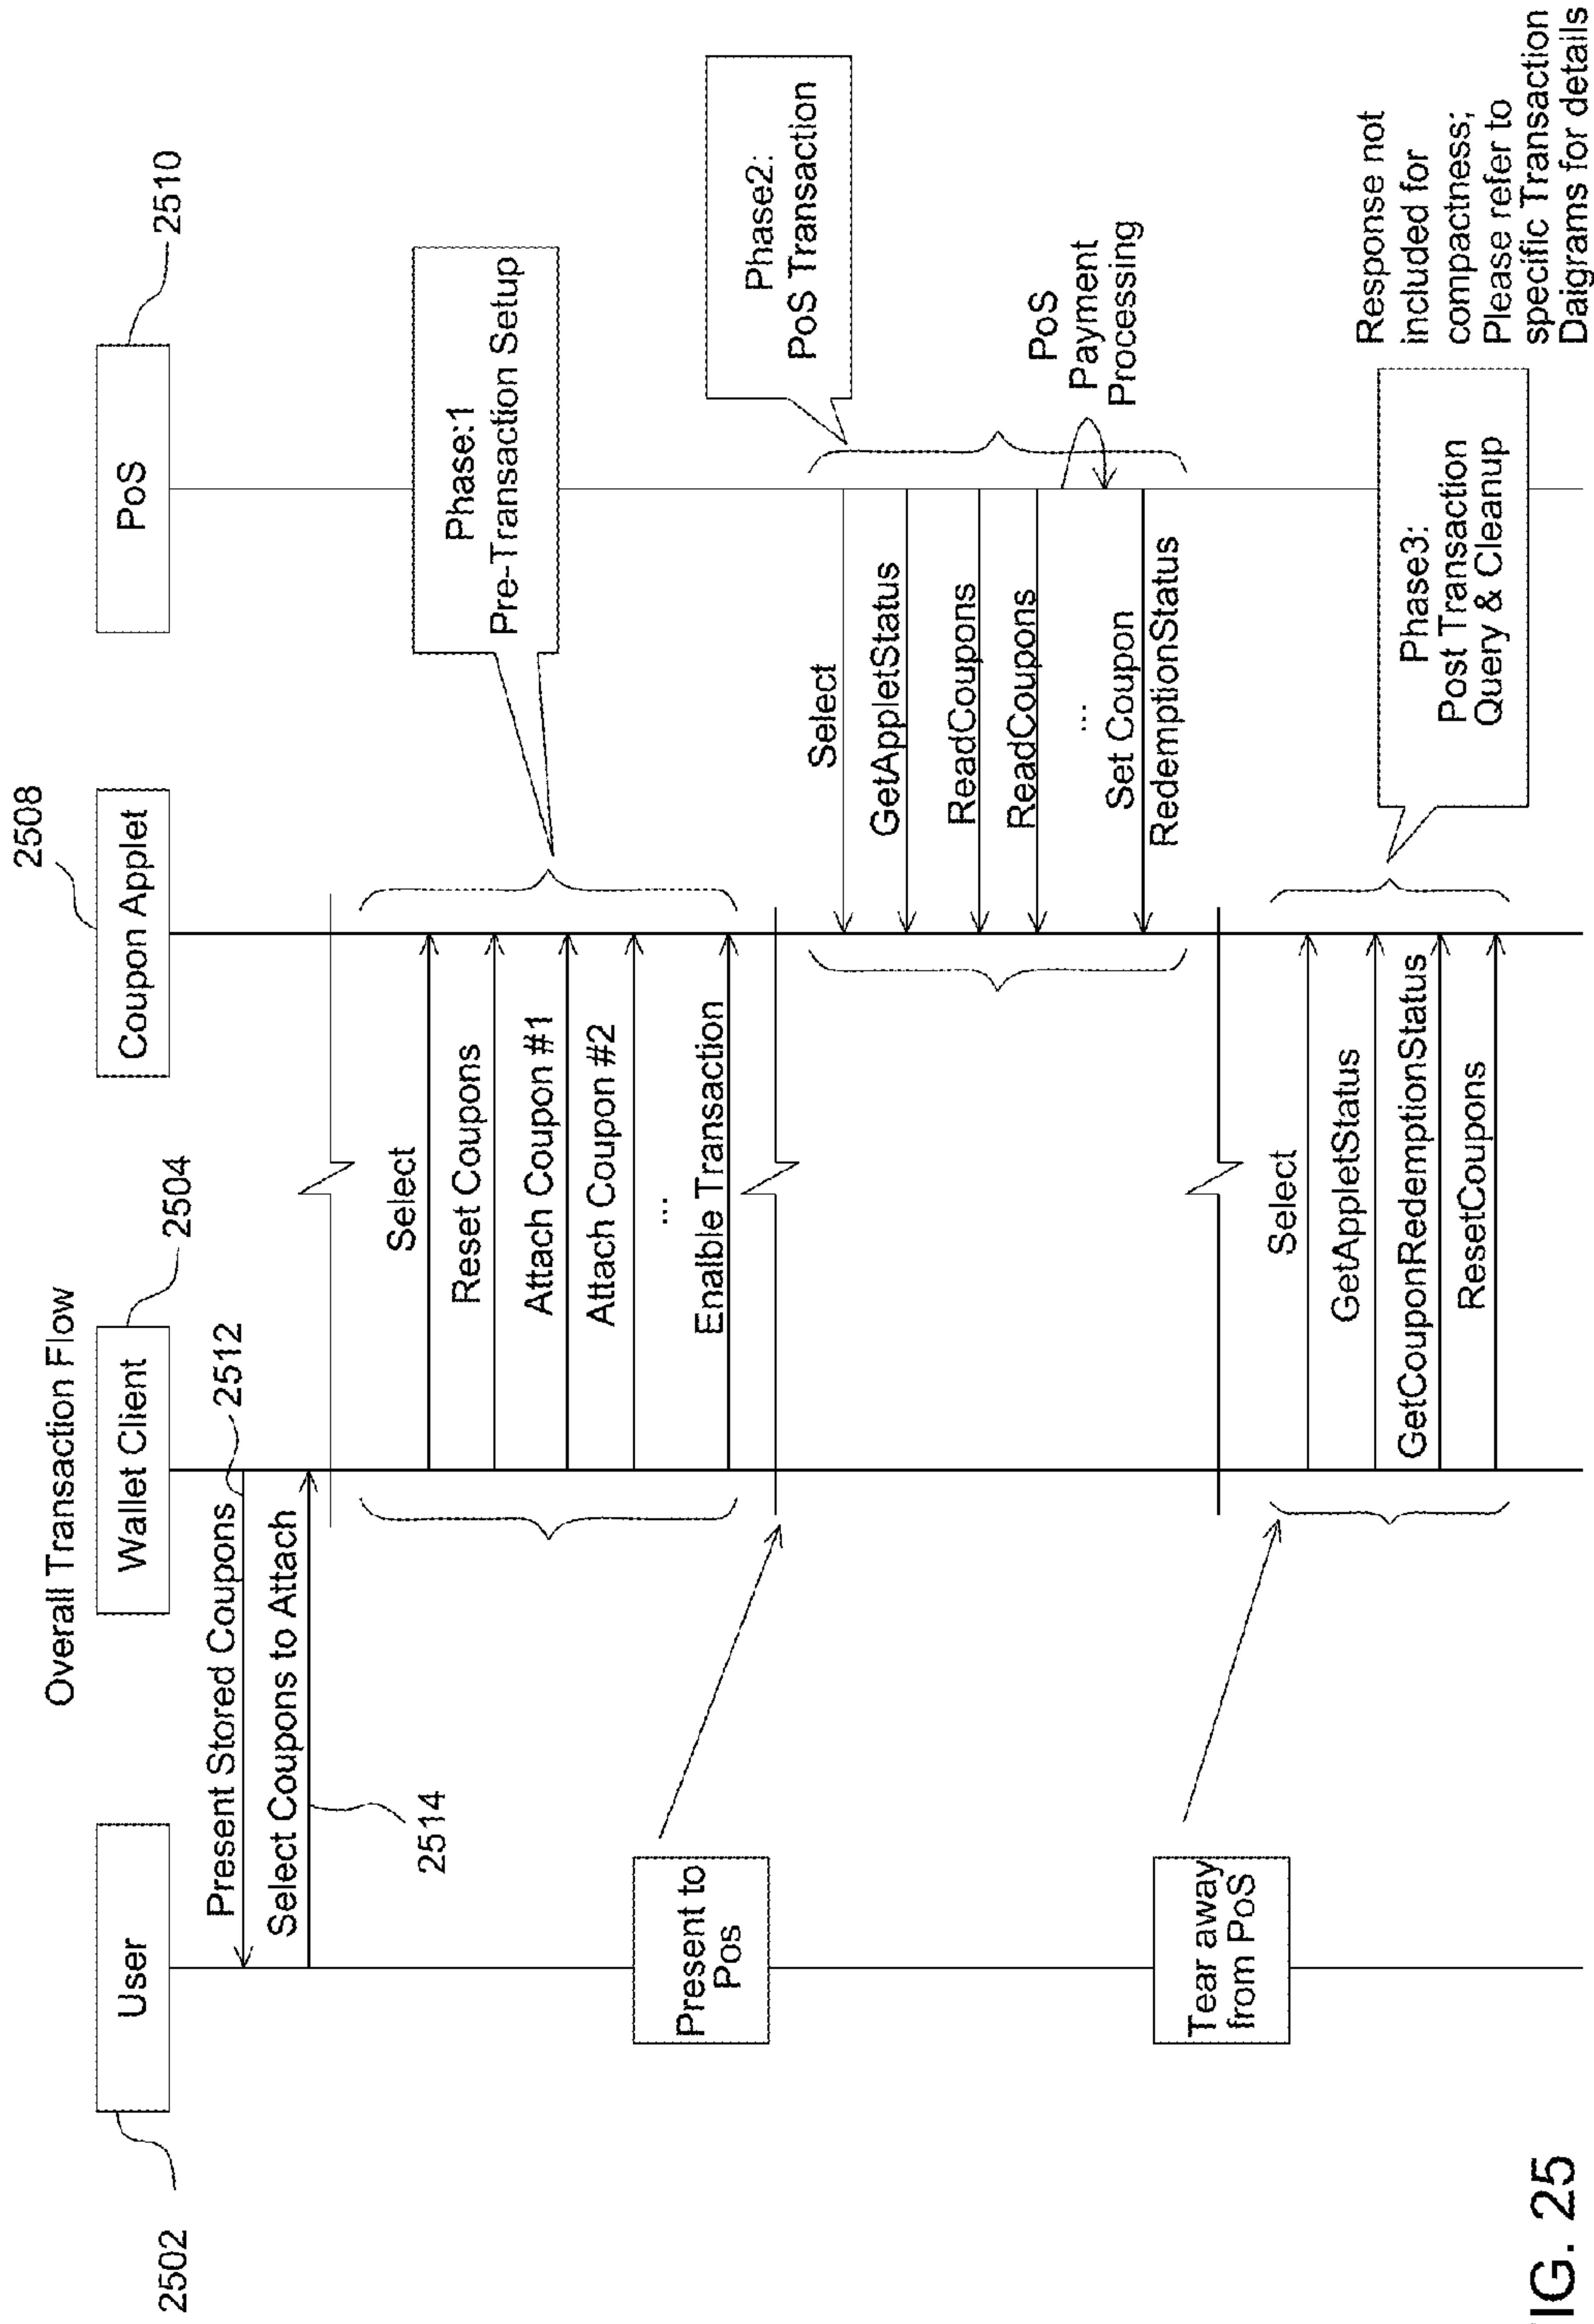 Overall Transaction Flow
2502
User
Wallet Client
2504
2508
Coupon Applet
PoS
2510
Present Stored Coupons
2512
Select Coupons to Attach
2514
Phase:1
Pre-Transaction Setup
Select
Reset Coupons
Attach Coupon #1
Attach Coupon #2
...
Enalble Transaction
Present to
Pos
Phase2:
PoS Transaction
Select
GetAppletStatus
ReadCoupons
ReadCoupons
...
Set Coupon
RedemptionStatus
PoS
Payment
Processing
Tear away
from PoS
Select
GetAppletStatus
GetCouponRedemptionStatus
ResetCoupons
Phase3:
Post Transaction
Query & Cleanup
Response not
included for
compactness;
Please refer to
specific Transaction
Daigrams for details
IG. 25